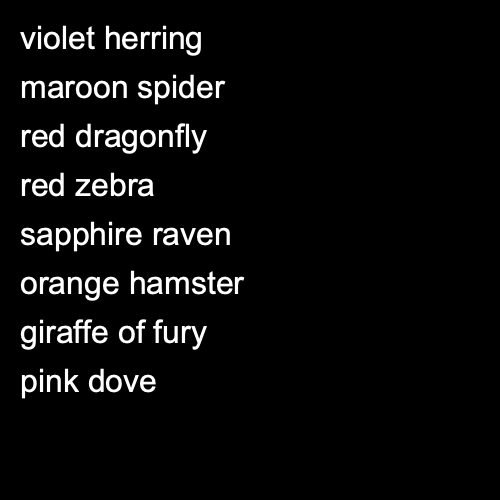 violet herring
maroon spider
red dragonfly
red zebra
sapphire raven
orange hamster
giraffe of fury
pink dove